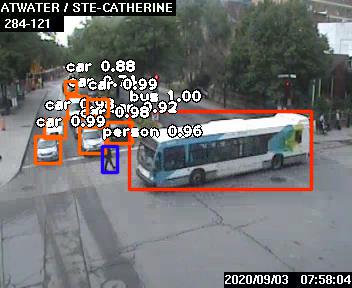 ATWATER / STE-CATHERINE
284-121
car 0.88
car 0.99
bus 1.00
0.92
car 0.98
car 0.99
person 0.96
2020/09/03 07:58:04